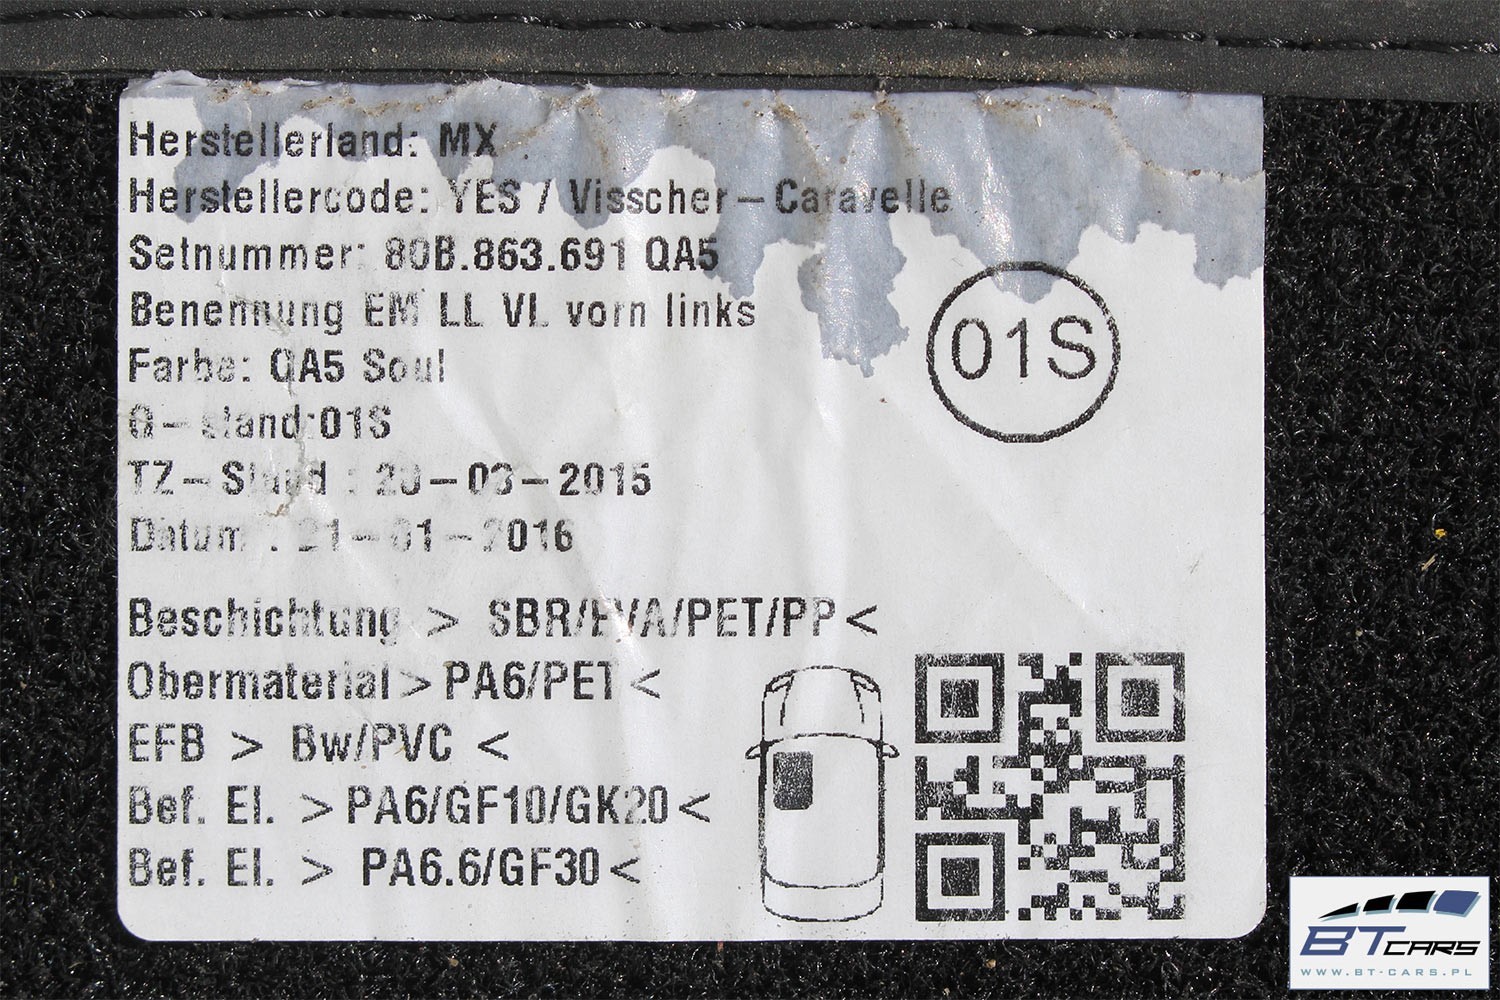 Herstellerland: MX
Herstellercode: YES / Visscher-Caravelle
Setnummer: 80B.863.691 QA5
Benennung EM LL VL vorn links
Farbe: QA5 Soul
01S
G-stand:01S
TZ-Stand : 20-03-2015
Datum : 21-01-2016
Beschichtung > SBR/EVA/PET/PP<
Obermaterial > PA6/PET <
EFB > Bw/PVC <
Bef. El. > PA6/GF10/GK20 <
Bef. El. > PA6.6/GF30 <
BT CARS
WWW.BT-CARS.PL